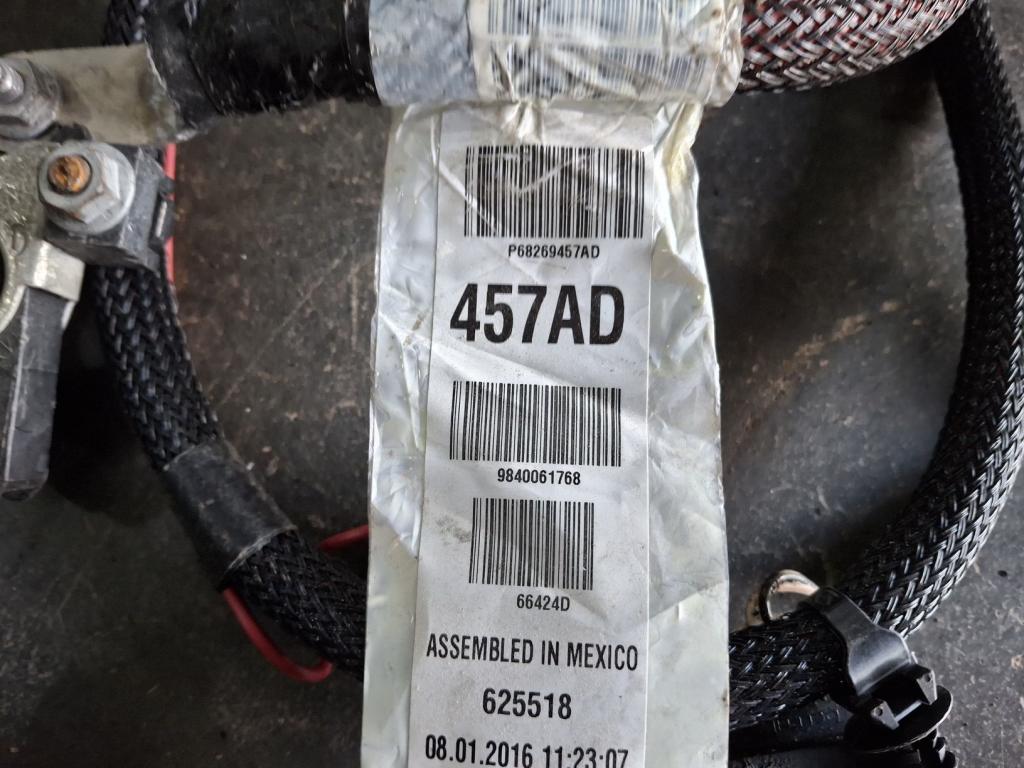 P68269457AD
457AD
9840061768
66424D
ASSEMBLED IN MEXICO
625518
08.01.2016 11:23:07